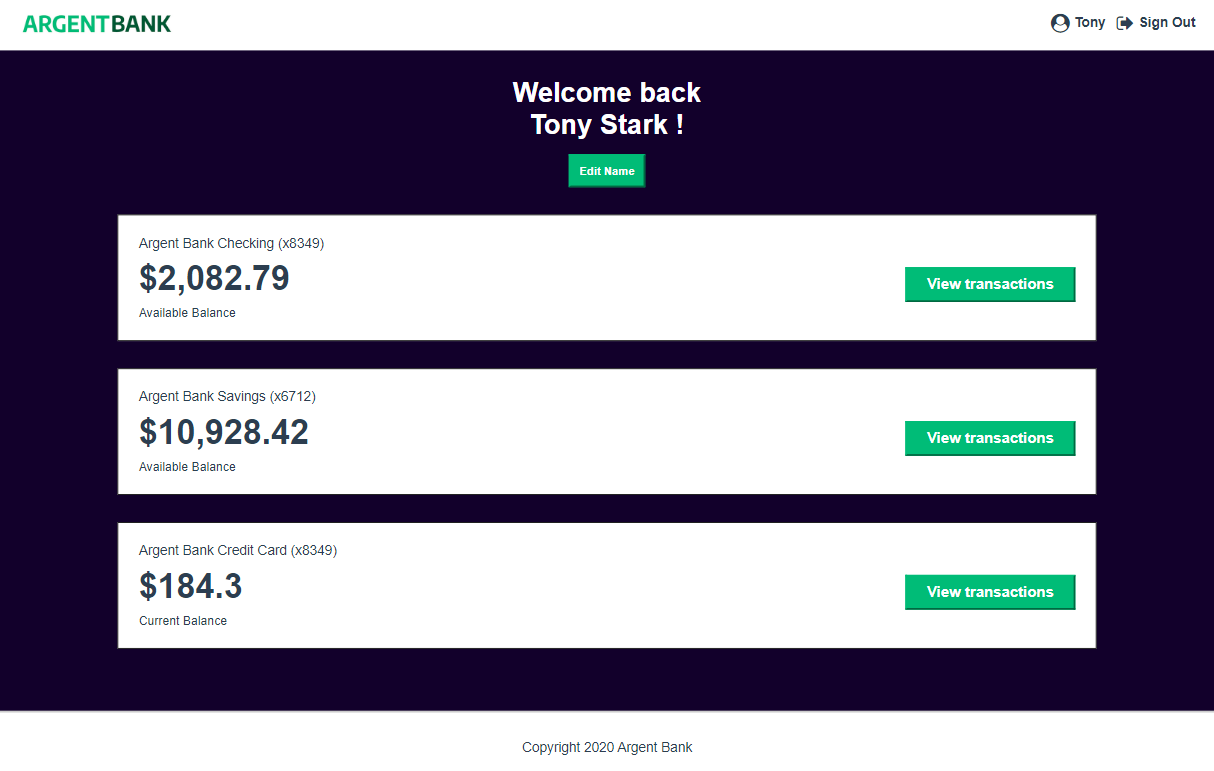 ARGENTBANK
Tony Sign Out
Welcome back
Tony Stark !
Edit Name
Argent Bank Checking (x8349)
$2,082.79
Available Balance
View transactions
Argent Bank Savings (x6712)
$10,928.42
Available Balance
View transactions
Argent Bank Credit Card (x8349)
$184.3
Current Balance
View transactions
Copyright 2020 Argent Bank